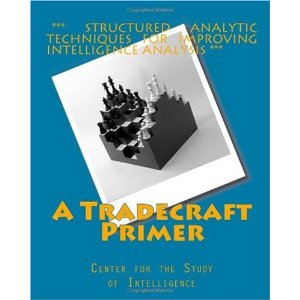 *** STRUCTURED ANALYTIC
TECHNIQUES FOR IMPROVING
INTELLIGENCE ANALYSIS ***
A Tradecraft
Primer
Center for the Study
of Intelligence